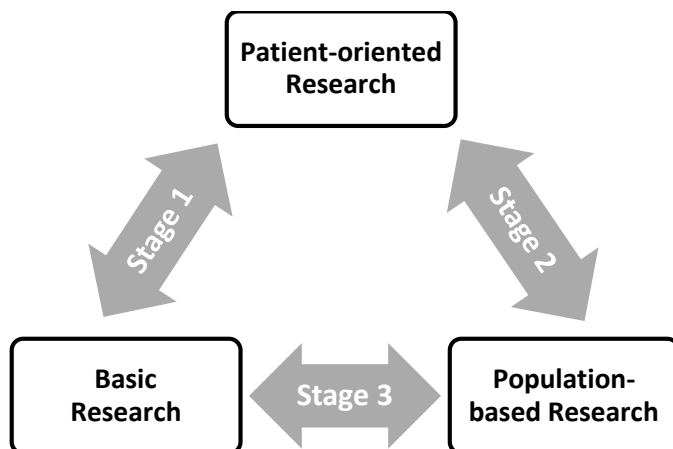 Patient-oriented
Research
Stage 1
Stage 2
Basic
Research
Stage 3
Population-
based Research